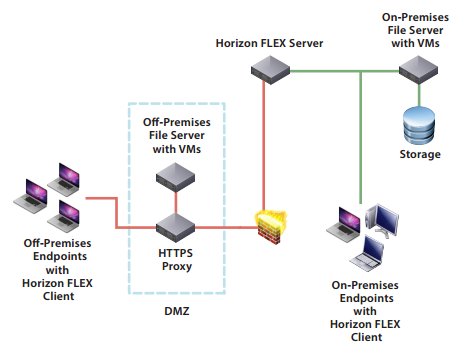 On-Premises
File Server
with VMs
Horizon FLEX Server
Off-Premises
File Server
with VMs
Storage
Off-Premises
Endpoints
with
Horizon FLEX
Client
HTTPS
Proxy
DMZ
On-Premises
Endpoints
with
Horizon FLEX
Client